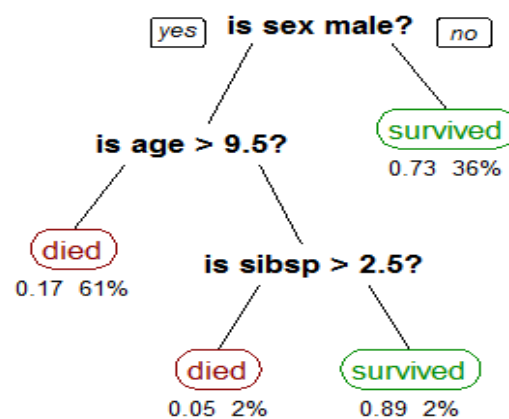 yes is sex male? no
is age > 9.5?
survived
0.73 36%
died
0.17 61%
is sibsp > 2.5?
died
0.05 2%
survived
0.89 2%